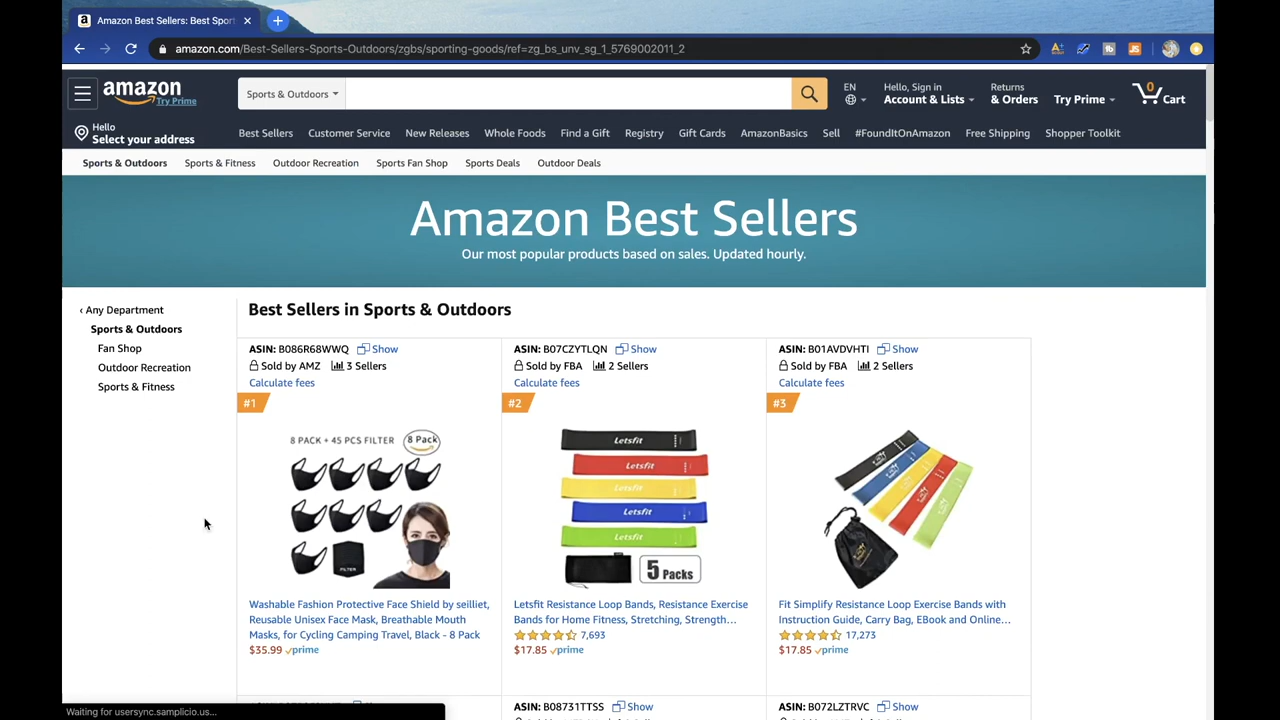 Amazon Best Sellers: Best Sport
amazon.com/Best-Sellers-Sports-Outdoors/zgbs/sporting-goods/ref=zg_bs_unv_sg_1_5769002011_2
amazon
Try Prime
Sports & Outdoors
EN
Hello, Sign in
Account & Lists
Returns
& Orders
Try Prime
0
Cart
Hello
Select your address
Best Sellers
Customer Service
New Releases
Whole Foods
Find a Gift
Registry
Gift Cards
AmazonBasics
Sell
#FoundItOnAmazon
Free Shipping
Shopper Toolkit
Sports & Outdoors
Sports & Fitness
Outdoor Recreation
Sports Fan Shop
Sports Deals
Outdoor Deals
Amazon Best Sellers
Our most popular products based on sales. Updated hourly.
‹ Any Department
Sports & Outdoors
Fan Shop
Outdoor Recreation
Sports & Fitness
Best Sellers in Sports & Outdoors
ASIN: B086R68WWQ Show
Sold by AMZ 3 Sellers
Calculate fees
#1
8 PACK + 45 PCS FILTER
8 Pack
FILTER
Washable Fashion Protective Face Shield by seilliet,
Reusable Unisex Face Mask, Breathable Mouth
Masks, for Cycling Camping Travel, Black - 8 Pack
$35.99 prime
ASIN: B07CZYTLQN Show
Sold by FBA 2 Sellers
Calculate fees
#2
Letsfit
Letsfit
Letsfit
Letsfit
Letsfit
5 Packs
Letsfit Resistance Loop Bands, Resistance Exercise
Bands for Home Fitness, Stretching, Strength…
7,693
$17.85 prime
ASIN: B01AVDVHTI Show
Sold by FBA 2 Sellers
Calculate fees
#3
Fit Simplify Resistance Loop Exercise Bands with
Instruction Guide, Carry Bag, EBook and Online…
17,273
$17.85 prime
ASIN: B08731TTSS Show
ASIN: B072LZTRVC Show
Waiting for usersync.samplicio.us...